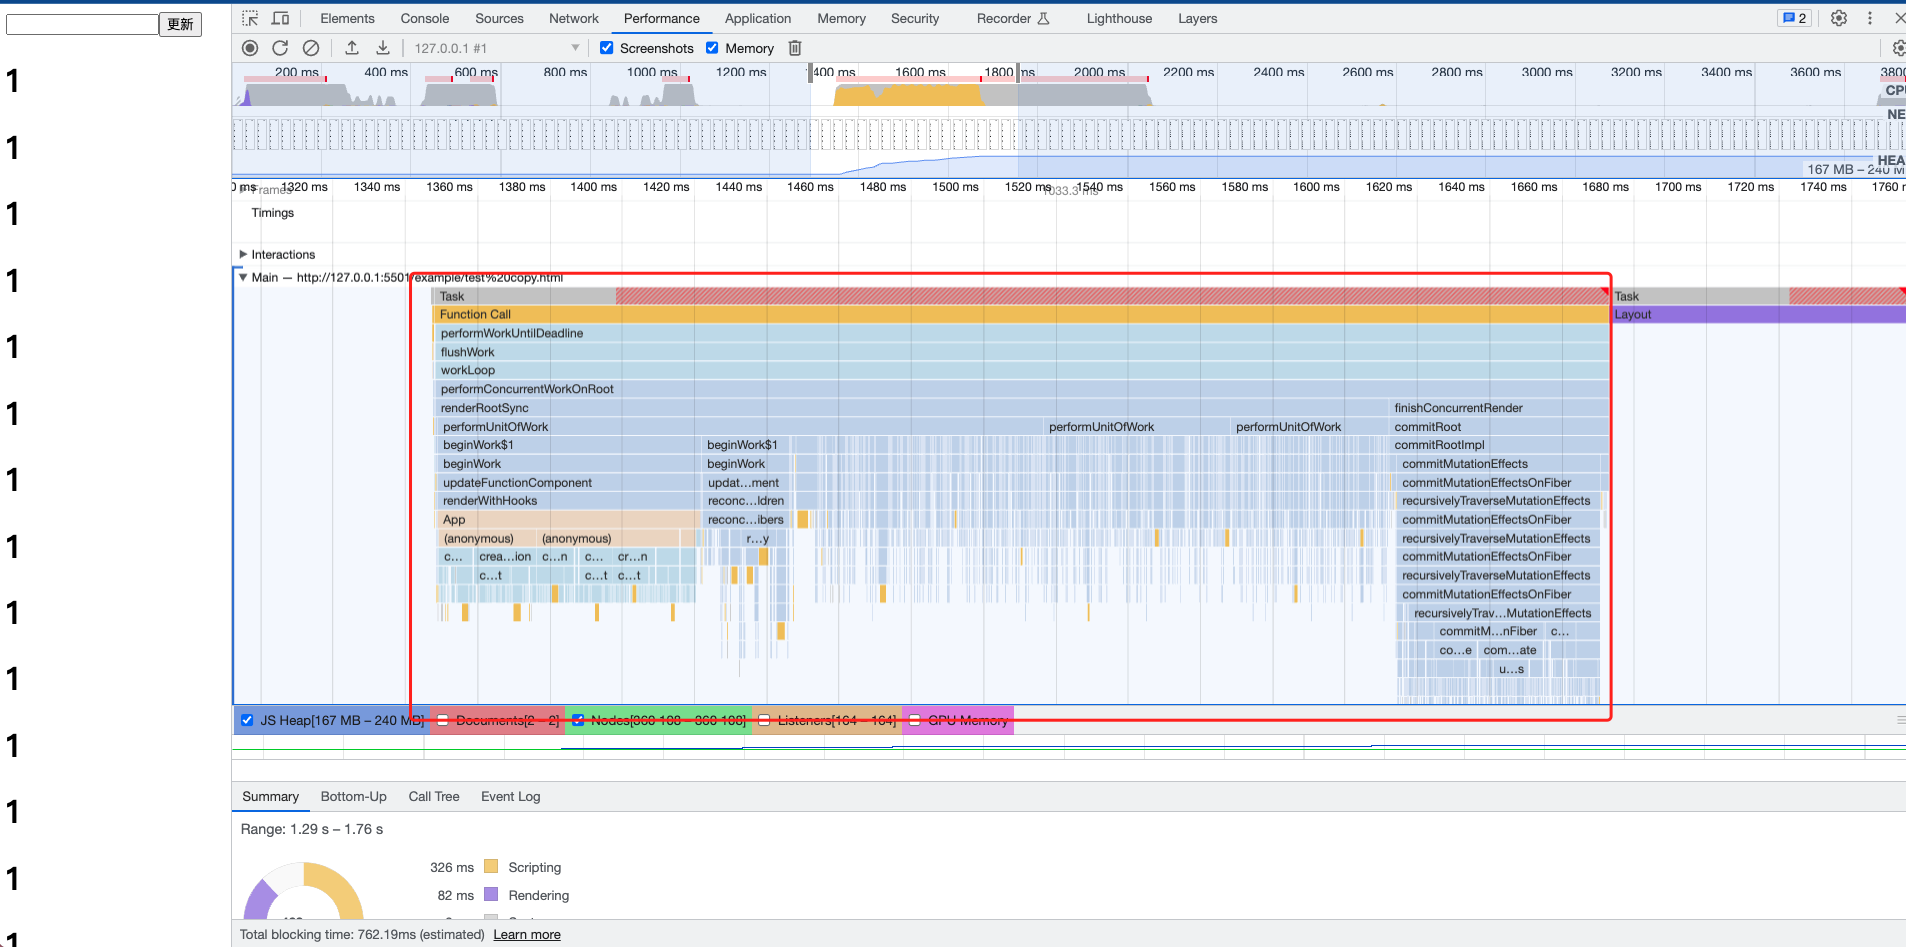 更新
1
1
1
1
1
1
1
1
1
1
1
1
1
1
Elements Console Sources Network Performance Application Memory Security Recorder Lighthouse Layers 2
127.0.0.1 #1 Screenshots Memory
200 ms 400 ms 600 ms 800 ms 1000 ms 1200 ms 400 ms 1600 ms 1800 ms 2000 ms 2200 ms 2400 ms 2600 ms 2800 ms 3000 ms 3200 ms 3400 ms 3600 ms 380
CPU
NE
HEA
167 MB – 240 M
0 ms 1320 ms 1340 ms 1360 ms 1380 ms 1400 ms 1420 ms 1440 ms 1460 ms 1480 ms 1500 ms 1520 ms 1540 ms 1560 ms 1580 ms 1600 ms 1620 ms 1640 ms 1660 ms 1680 ms 1700 ms 1720 ms 1740 ms 1760 m
Frames 1033.3 ms
Timings
Interactions
Main — http://127.0.0.1:5501/example/test%20copy.html
Task Task
Function Call Layout
performWorkUntilDeadline
flushWork
workLoop
performConcurrentWorkOnRoot
renderRootSync finishConcurrentRender
performUnitOfWork performUnitOfWork performUnitOfWork commitRoot
beginWork$1 beginWork$1 commitRootImpl
beginWork beginWork commitMutationEffects
updateFunctionComponent updat…ment commitMutationEffectsOnFiber
renderWithHooks reconc…ldren recursivelyTraverseMutationEffects
App reconc…ibers commitMutationEffectsOnFiber
(anonymous) (anonymous) r…y recursivelyTraverseMutationEffects
c… crea…ion c…n c… cr…n commitMutationEffectsOnFiber
c…t c…t c…t recursivelyTraverseMutationEffects
commitMutationEffectsOnFiber
recursivelyTrav…MutationEffects
commitM…nFiber c…
co…e com…ate
u…s
JS Heap[167 MB – 240 MB] Documents[2 – 2] Nodes[360 108 – 360 108] Listeners[164 – 164] GPU Memory
Summary Bottom-Up Call Tree Event Log
Range: 1.29 s – 1.76 s
326 ms Scripting
82 ms Rendering
Total blocking time: 762.19ms (estimated) Learn more